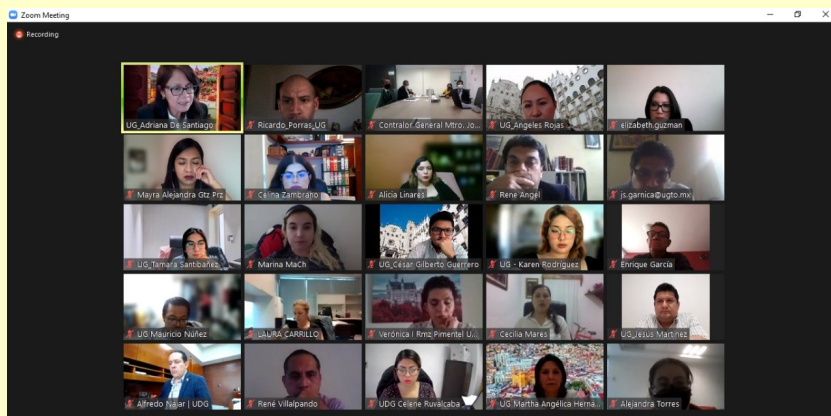 Zoom Meeting
Recording
UG_Adriana De Santiago
Ricardo_Porras_UG
Contralor General Mtro. Jo...
UG_Angeles Rojas
elizabeth.guzman
Mayra Alejandra Gtz Prz
Celina Zambrano
Alicia Linares
Rene Angel
js.garnica@ugto.mx
UG_Tamara Santibáñez
Marina MaCh
UG_César Gilberto Guerrero
UG - Karen Rodriguez
Enrique García
UG Mauricio Núñez
LAURA CARRILLO
Verónica I Rmz Pimentel U...
Cecilia Mares
UG_Jesús Martínez
Alfredo Najar | UDG
René Villalpando
UDG Celene Ruvalcaba
UG Martha Angélica Herna...
Alejandra Torres